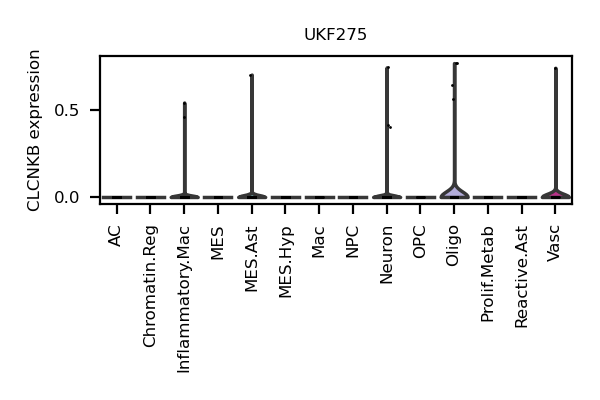 UKF275
CLCNKB expression
0.5
0.0
AC
Chromatin.Reg
Inflammatory.Mac
MES
MES.Ast
MES.Hyp
Mac
NPC
Neuron
OPC
Oligo
Prolif.Metab
Reactive.Ast
Vasc